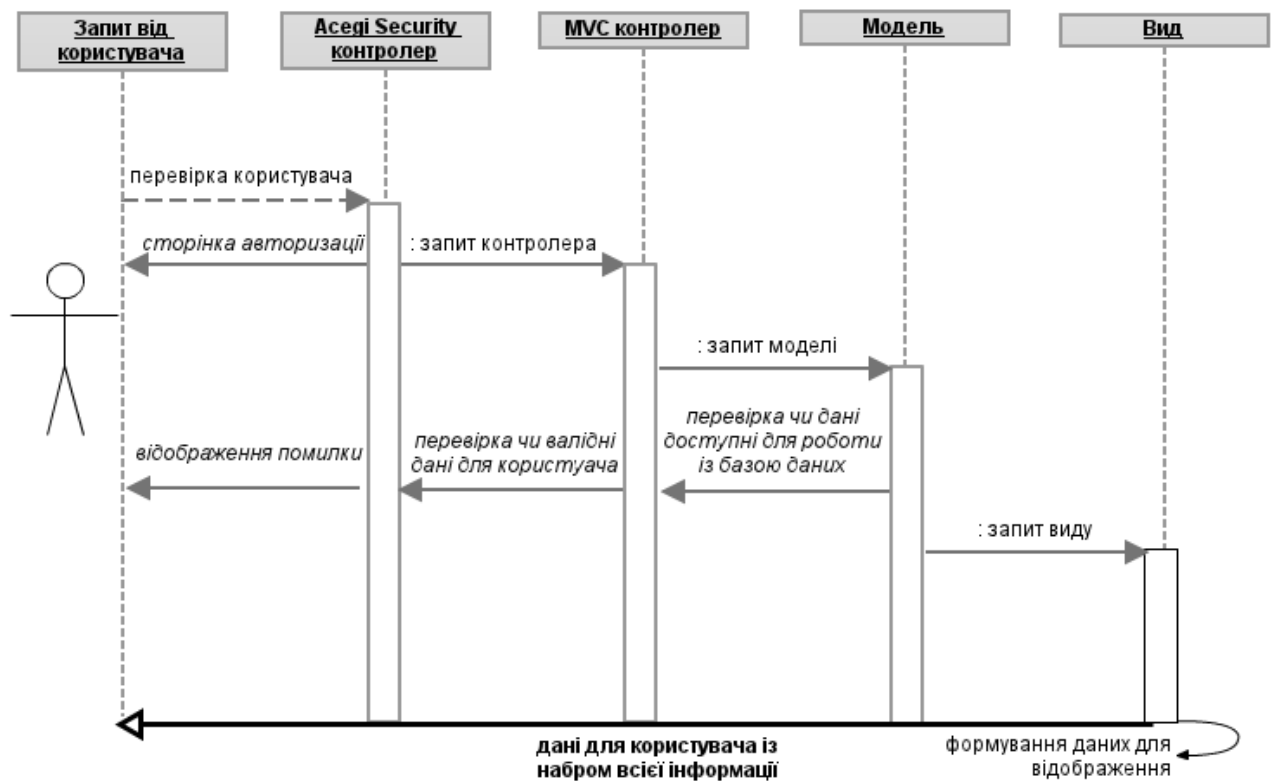 Запит від
користувача
Acegi Security
контролер
MVC контролер
Модель
Вид
перевірка користувача
сторінка авторизації
: запит контролера
: запит моделі
відображення помилки
перевірка чи валідні
дані для користуача
перевірка чи дані
доступні для роботи
із базою даних
: запит виду
дані для користувача із
набром всієї інформації
формування даних для
відображення